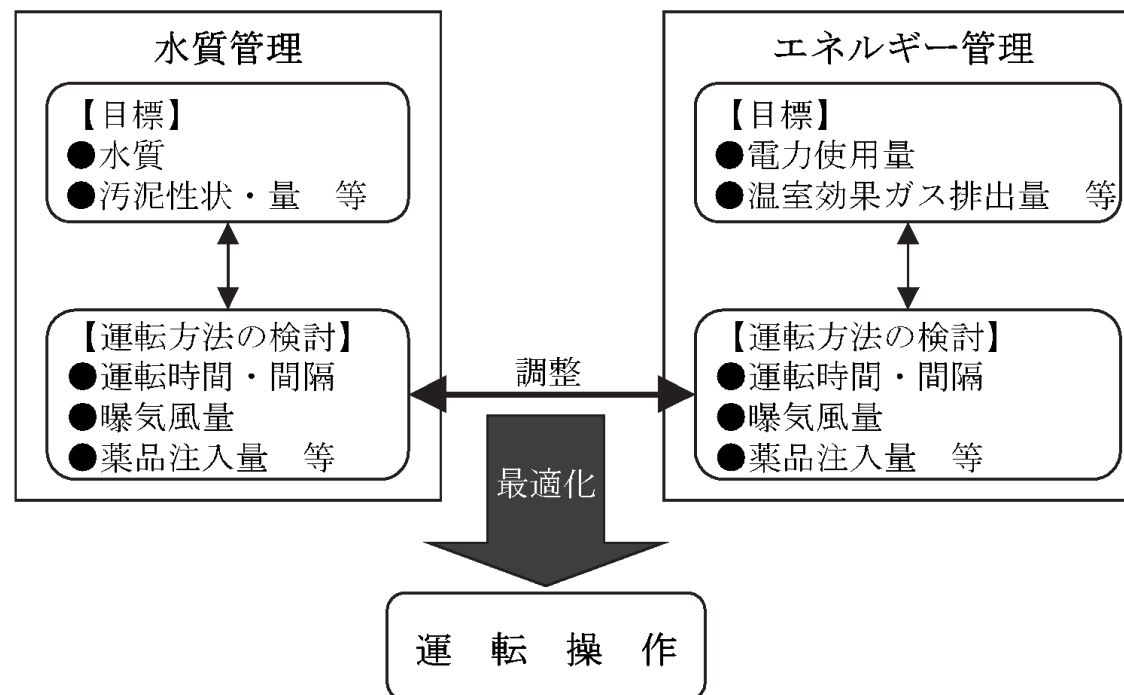 水質管理
【目標】
●水質
●汚泥性状・量　等
【運転方法の検討】
●運転時間・間隔
●曝気風量
●薬品注入量　等
エネルギー管理
【目標】
●電力使用量
●温室効果ガス排出量　等
【運転方法の検討】
●運転時間・間隔
●曝気風量
●薬品注入量　等
調整
最適化
運　転　操　作